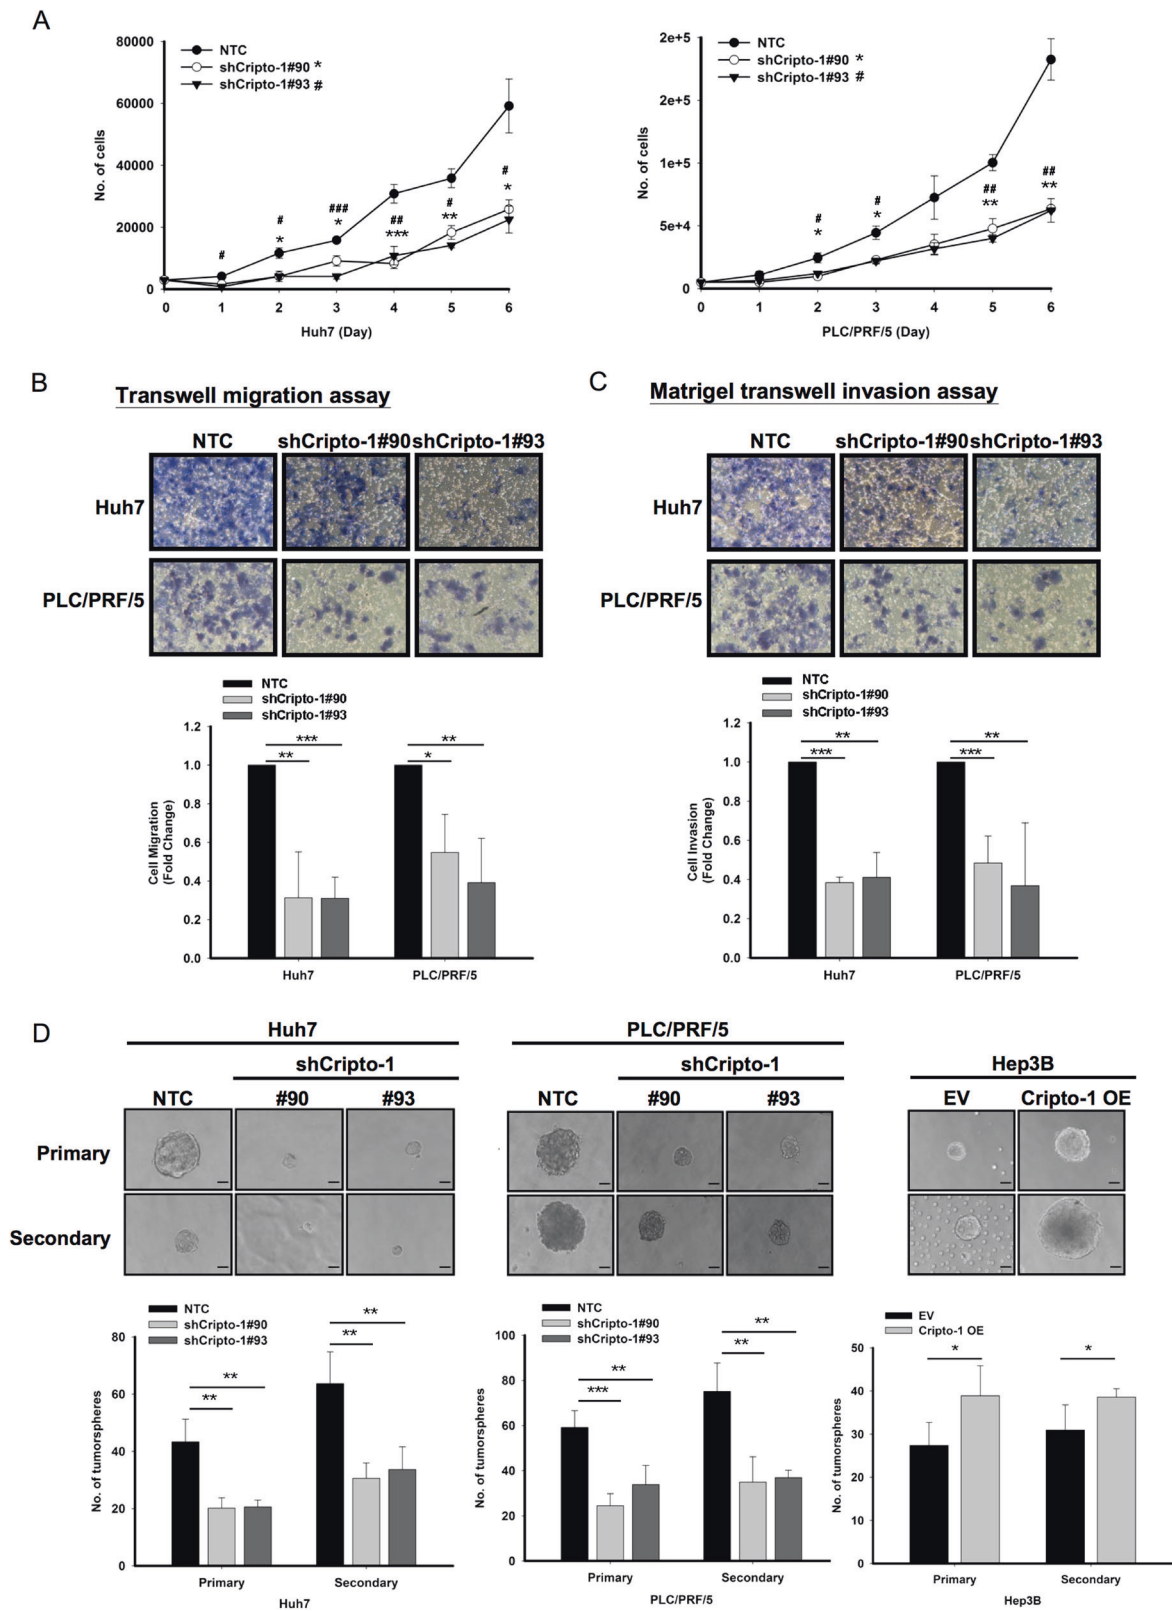 A
NTC
shCripto-1#90 *
shCripto-1#93 #
No. of cells
80000
60000
40000
20000
0
#
#
*
###
*
##
***
#
**
#
*
0 1 2 3 4 5 6
Huh7 (Day)
NTC
shCripto-1#90 *
shCripto-1#93 #
No. of cells
2e+5
2e+5
1e+5
5e+4
0
#
*
#
*
##
**
##
**
0 1 2 3 4 5 6
PLC/PRF/5 (Day)
B
Transwell migration assay
NTC shCripto-1#90 shCripto-1#93
Huh7
PLC/PRF/5
NTC
shCripto-1#90
shCripto-1#93
Cell Migration
(Fold Change)
1.2
1.0
0.8
0.6
0.4
0.2
0.0
***
**
**
*
Huh7 PLC/PRF/5
C
Matrigel transwell invasion assay
NTC shCripto-1#90 shCripto-1#93
Huh7
PLC/PRF/5
NTC
shCripto-1#90
shCripto-1#93
Cell Invasion
(Fold Change)
1.2
1.0
0.8
0.6
0.4
0.2
0.0
**
***
**
***
Huh7 PLC/PRF/5
D
Huh7
shCripto-1
NTC #90 #93
PLC/PRF/5
shCripto-1
NTC #90 #93
Hep3B
EV Cripto-1 OE
Primary
Secondary
NTC
shCripto-1#90
shCripto-1#93
No. of tumorspheres
80
60
40
20
0
**
**
**
**
Primary Secondary
Huh7
NTC
shCripto-1#90
shCripto-1#93
No. of tumorspheres
100
80
60
40
20
0
**
***
**
**
Primary Secondary
PLC/PRF/5
EV
Cripto-1 OE
No. of tumorspheres
50
40
30
20
10
0
*
*
Primary Secondary
Hep3B